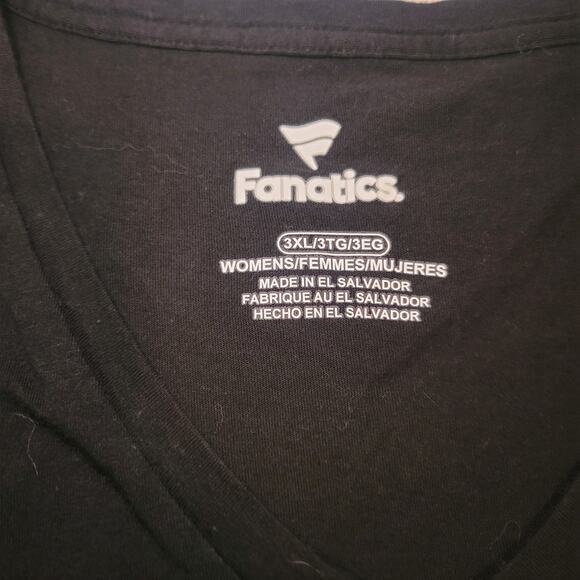 Fanatics.
3XL/3TG/3EG
WOMENS/FEMMES/MUJERES
MADE IN EL SALVADOR
FABRIQUE AU EL SALVADOR
HECHO EN EL SALVADOR